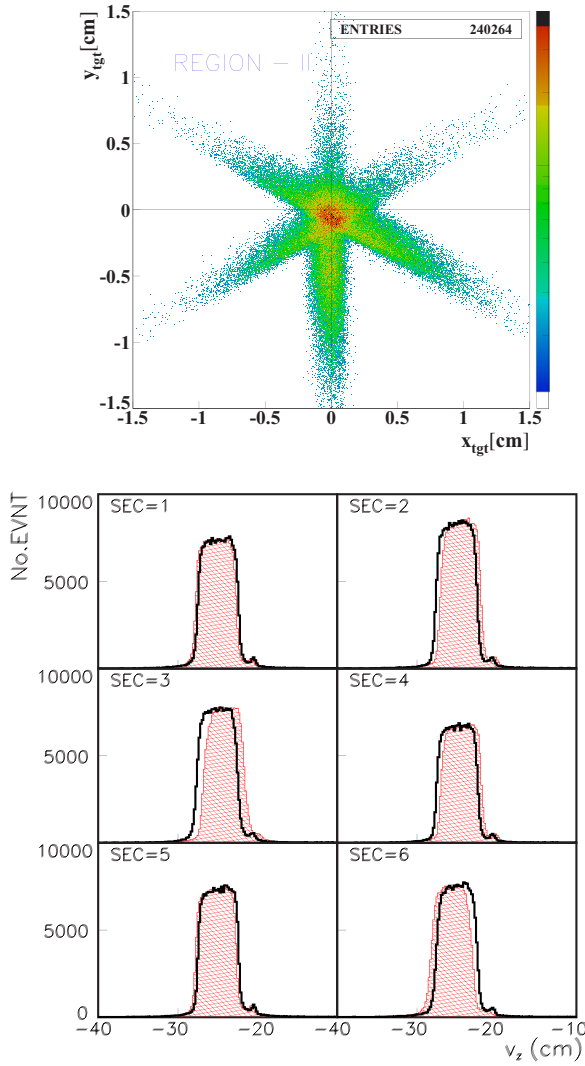 y_tgt[cm]
1.5
ENTRIES 240264
REGION - II
1
0.5
0
-0.5
-1
-1.5
-1.5 -1 -0.5 0 0.5 1 1.5
x_tgt[cm]
No.EVNT
10000
SEC=1 SEC=2
5000
10000
SEC=3 SEC=4
5000
10000
SEC=5 SEC=6
5000
0
-40 -30 -20 -40 -30 -20 -10
v_z (cm)